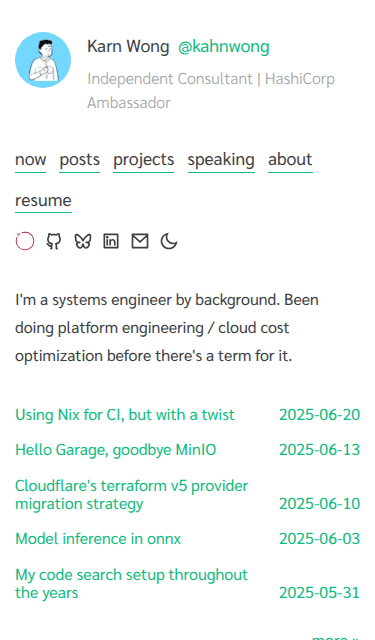 Karn Wong @kahnwong
Independent Consultant | HashiCorp
Ambassador
now posts projects speaking about
resume
I'm a systems engineer by background. Been
doing platform engineering / cloud cost
optimization before there's a term for it.
Using Nix for CI, but with a twist 2025-06-20
Hello Garage, goodbye MinIO 2025-06-13
Cloudflare's terraform v5 provider
migration strategy 2025-06-10
Model inference in onnx 2025-06-03
My code search setup throughout
the years 2025-05-31
more »